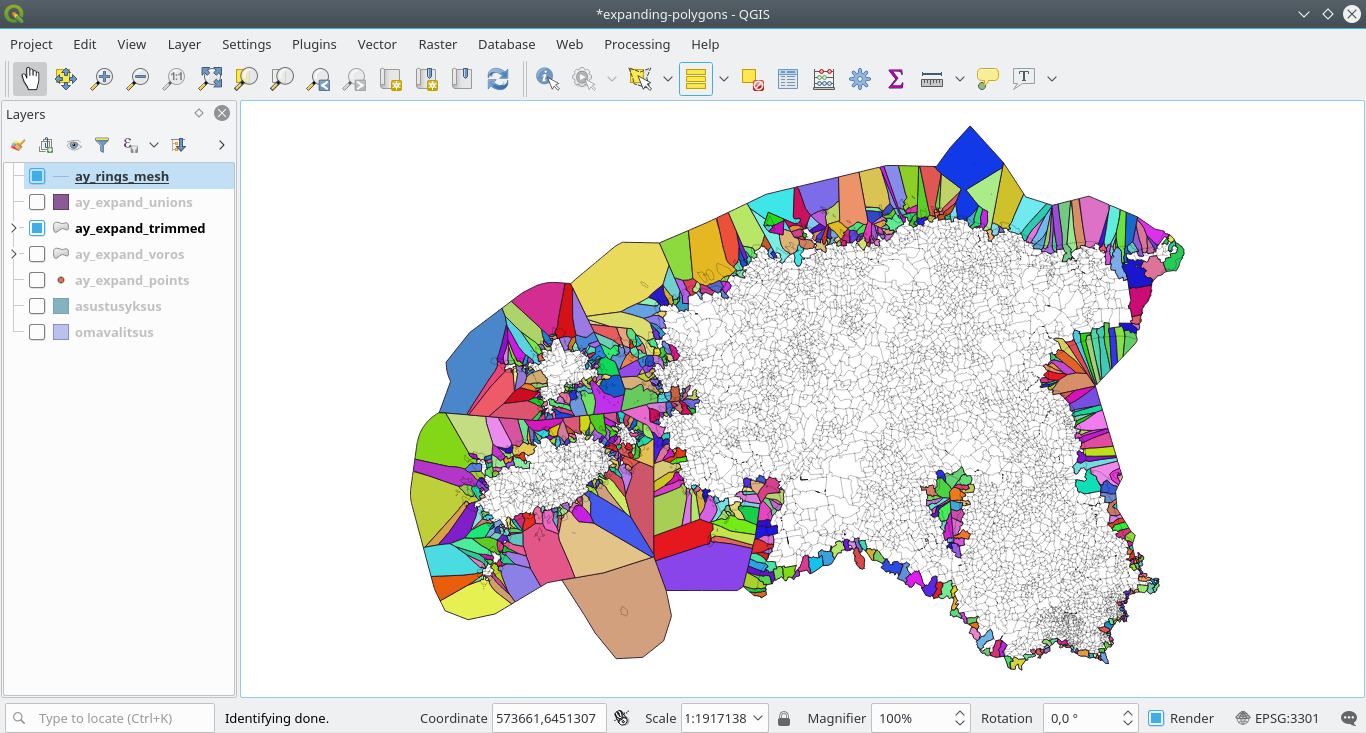 *expanding-polygons - QGIS
Project Edit View Layer Settings Plugins Vector Raster Database Web Processing Help
1:1
T
Layers
ay_rings_mesh
ay_expand_unions
ay_expand_trimmed
ay_expand_voros
ay_expand_points
asustusyksus
omavalitsus
Type to locate (Ctrl+K) Identifying done. Coordinate 573661,6451307 Scale 1:1917138 Magnifier 100% Rotation 0,0 ° Render EPSG:3301